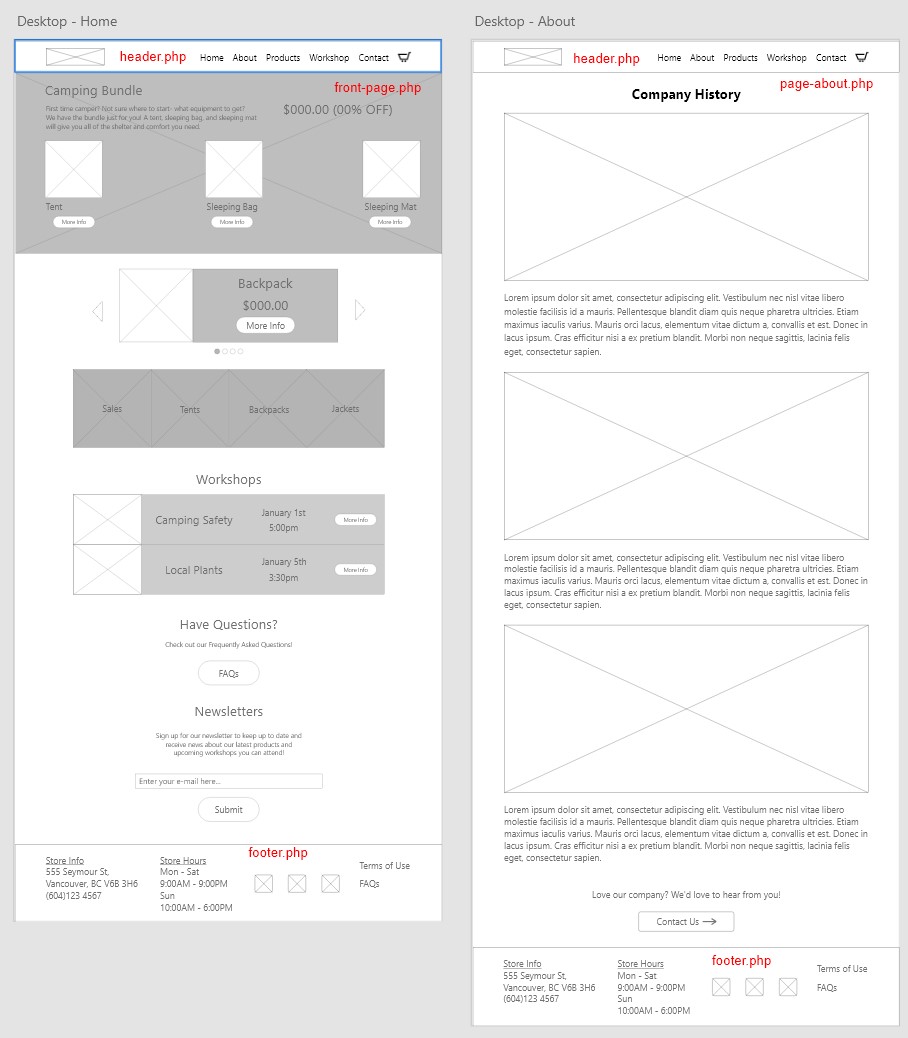 Desktop - Home
header.php
Home About Products Workshop Contact
front-page.php
Camping Bundle
First time camper? Not sure where to start- what equipment to get?
We have the bundle just for you! A tent, sleeping bag, and sleeping mat
will give you all of the shelter and comfort you need.
$000.00 (00% OFF)
Tent
More Info
Sleeping Bag
More Info
Sleeping Mat
More Info
Backpack
$000.00
More Info
Sales
Tents
Backpacks
Jackets
Workshops
Camping Safety
January 1st
5:00pm
More Info
Local Plants
January 5th
3:30pm
More Info
Have Questions?
Check out our Frequently Asked Questions!
FAQs
Newsletters
Sign up for our newsletter to keep up to date and
receive news about our latest products and
upcoming workshops you can attend!
Enter your e-mail here...
Submit
footer.php
Store Info
555 Seymour St,
Vancouver, BC V6B 3H6
(604)123 4567
Store Hours
Mon - Sat
9:00AM - 9:00PM
Sun
10:00AM - 6:00PM
Terms of Use
FAQs
Desktop - About
header.php
Home About Products Workshop Contact
page-about.php
Company History
Lorem ipsum dolor sit amet, consectetur adipiscing elit. Vestibulum nec nisl vitae libero
molestie facilisis id a mauris. Pellentesque blandit diam quis neque pharetra ultricies. Etiam
maximus iaculis varius. Mauris orci lacus, elementum vitae dictum a, convallis et est. Donec in
lacus ipsum. Cras efficitur nisi a ex pretium blandit. Morbi non neque sagittis, lacinia felis
eget, consectetur sapien.
Lorem ipsum dolor sit amet, consectetur adipiscing elit. Vestibulum nec nisl vitae libero
molestie facilisis id a mauris. Pellentesque blandit diam quis neque pharetra ultricies. Etiam
maximus iaculis varius. Mauris orci lacus, elementum vitae dictum a, convallis et est. Donec in
lacus ipsum. Cras efficitur nisi a ex pretium blandit. Morbi non neque sagittis, lacinia felis
eget, consectetur sapien.
Lorem ipsum dolor sit amet, consectetur adipiscing elit. Vestibulum nec nisl vitae libero
molestie facilisis id a mauris. Pellentesque blandit diam quis neque pharetra ultricies. Etiam
maximus iaculis varius. Mauris orci lacus, elementum vitae dictum a, convallis et est. Donec in
lacus ipsum. Cras efficitur nisi a ex pretium blandit. Morbi non neque sagittis, lacinia felis
eget, consectetur sapien.
Love our company? We'd love to hear from you!
Contact Us
footer.php
Store Info
555 Seymour St,
Vancouver, BC V6B 3H6
(604)123 4567
Store Hours
Mon - Sat
9:00AM - 9:00PM
Sun
10:00AM - 6:00PM
Terms of Use
FAQs